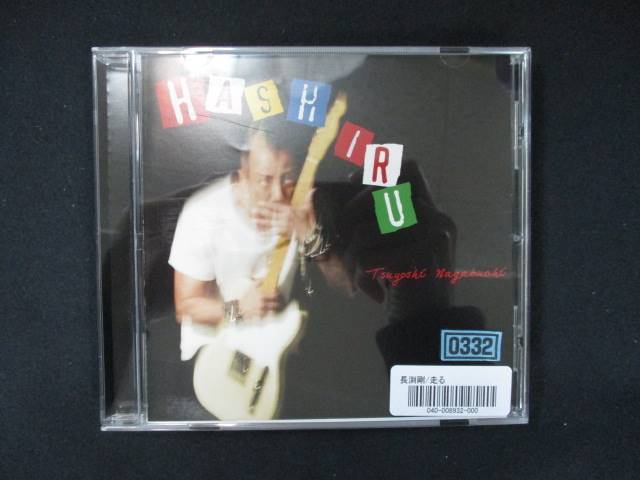 HASHIRU
Tsuyoshi Nagabuchi
0332
長渕剛/走る
040-008932-000